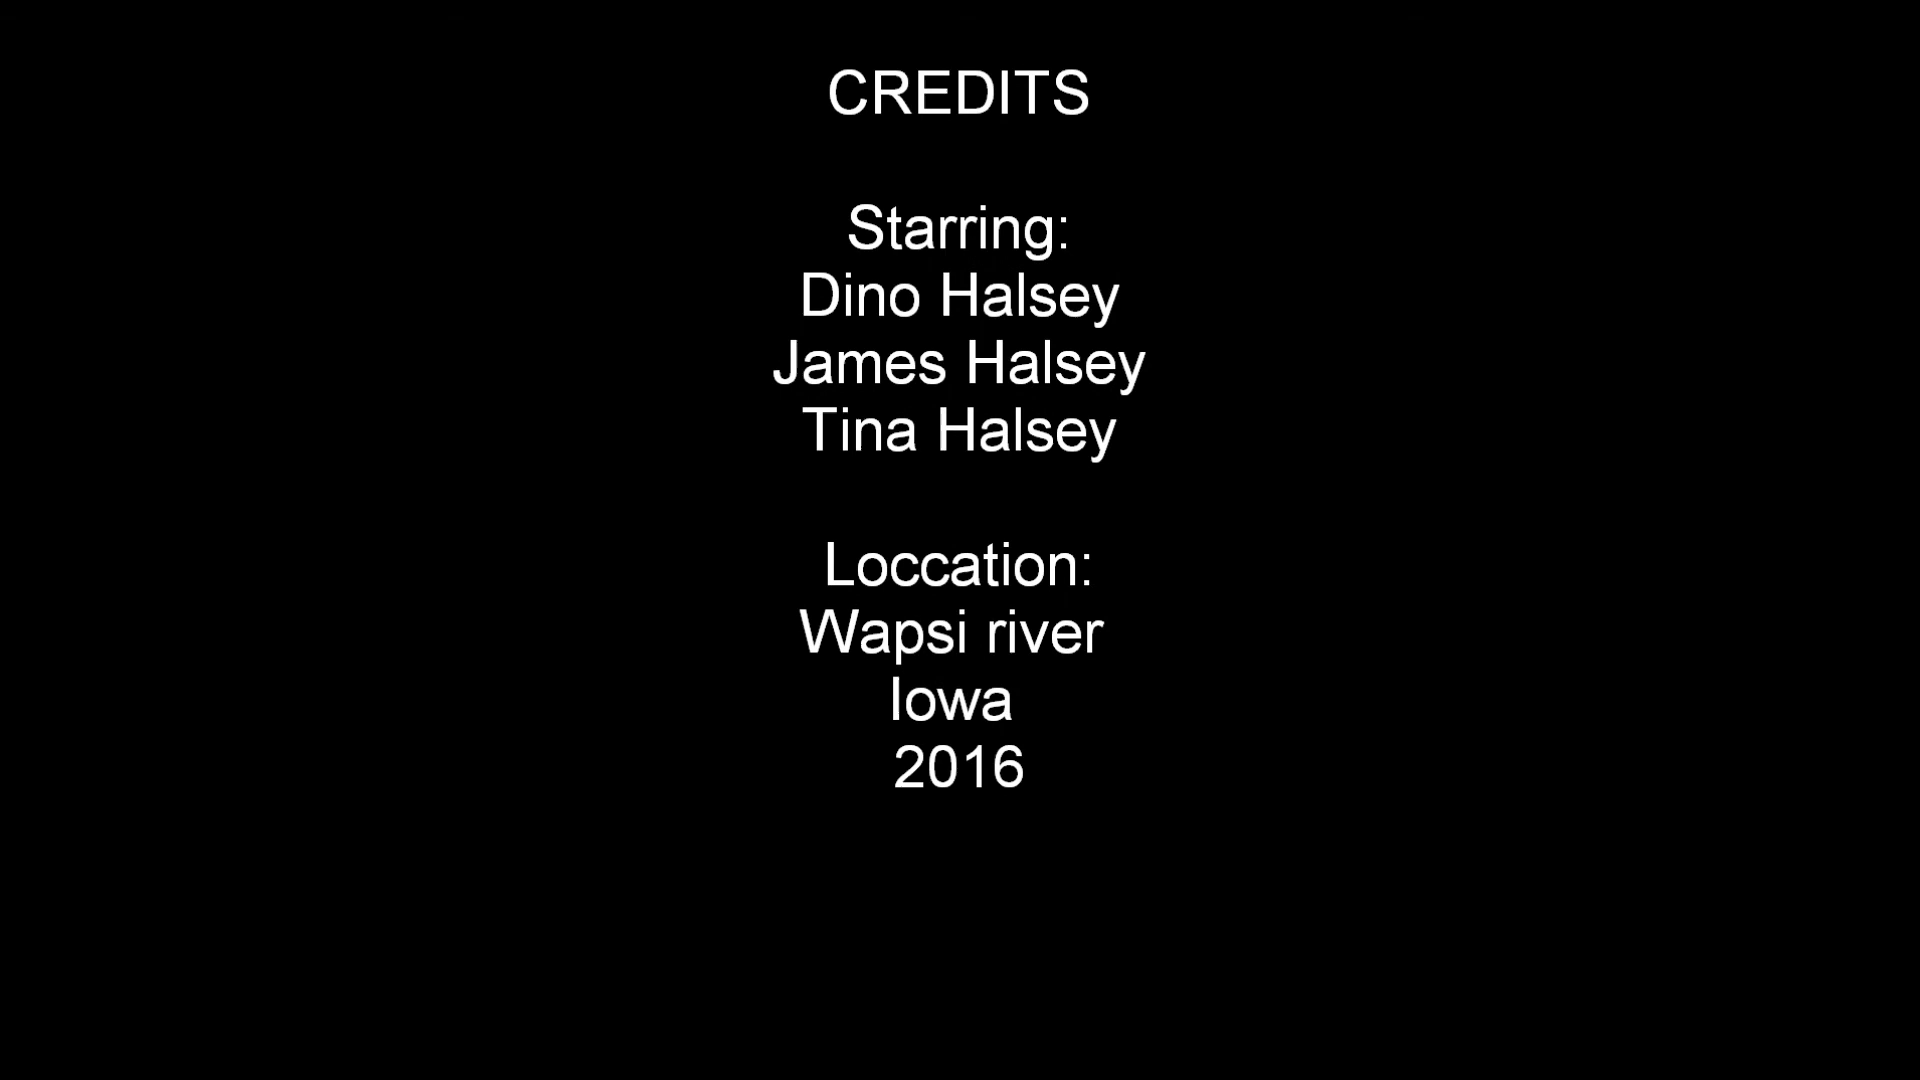 CREDITS
Starring:
Dino Halsey
James Halsey
Tina Halsey
Loccation:
Wapsi river
Iowa
2016